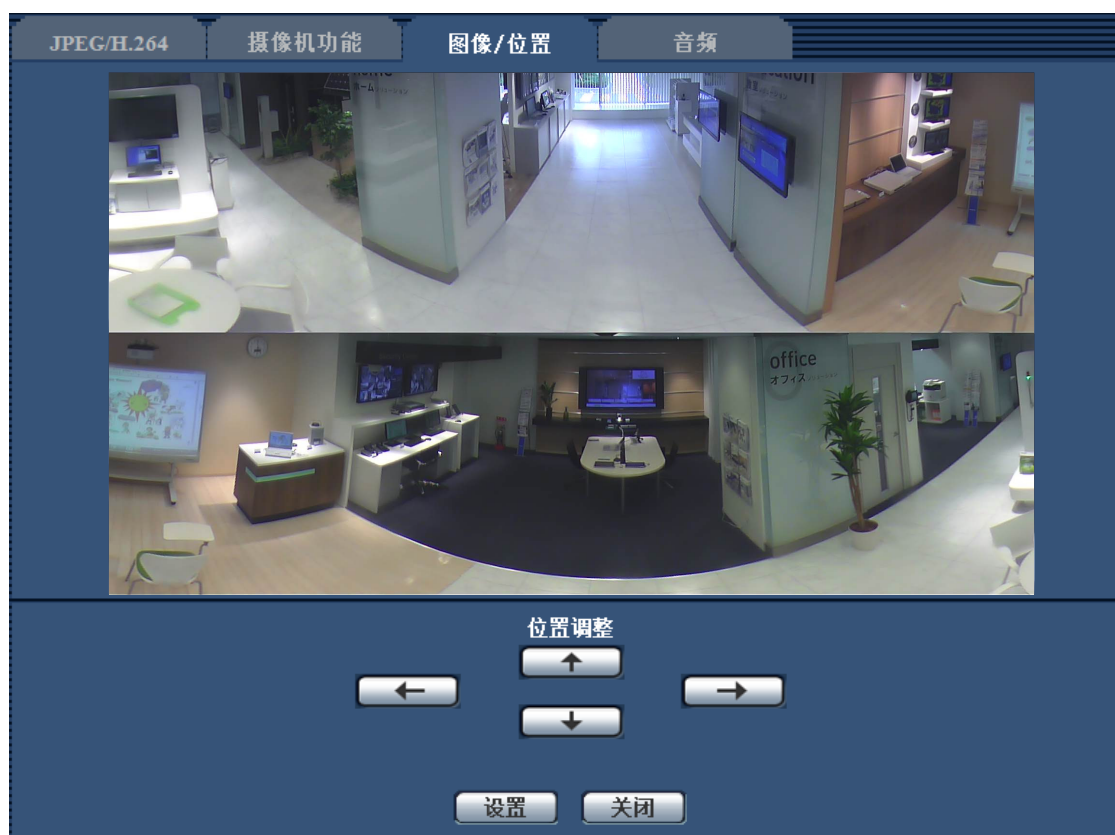 JPEG/H.264 摄像机功能 图像/位置 音频
office
オフィス
位置调整
↑
← →
↓
设置 关闭